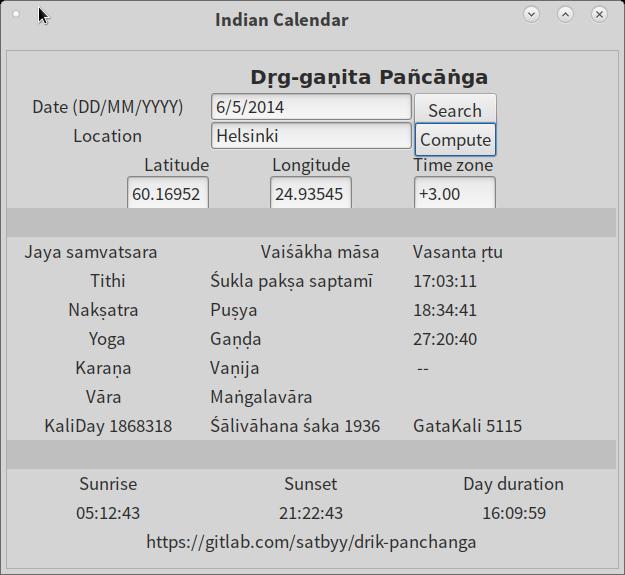 Indian Calendar
Dṛg-gaṇita Pañcāṅga
Date (DD/MM/YYYY) 6/5/2014 Search
Location Helsinki Compute
Latitude Longitude Time zone
60.16952 24.93545 +3.00
Jaya samvatsara Vaiśākha māsa Vasanta ṛtu
Tithi Śukla pakṣa saptamī 17:03:11
Nakṣatra Puṣya 18:34:41
Yoga Gaṇḍa 27:20:40
Karaṇa Vaṇija --
Vāra Maṅgalavāra
KaliDay 1868318 Śālivāhana śaka 1936 GataKali 5115
Sunrise Sunset Day duration
05:12:43 21:22:43 16:09:59
https://gitlab.com/satbyy/drik-panchanga